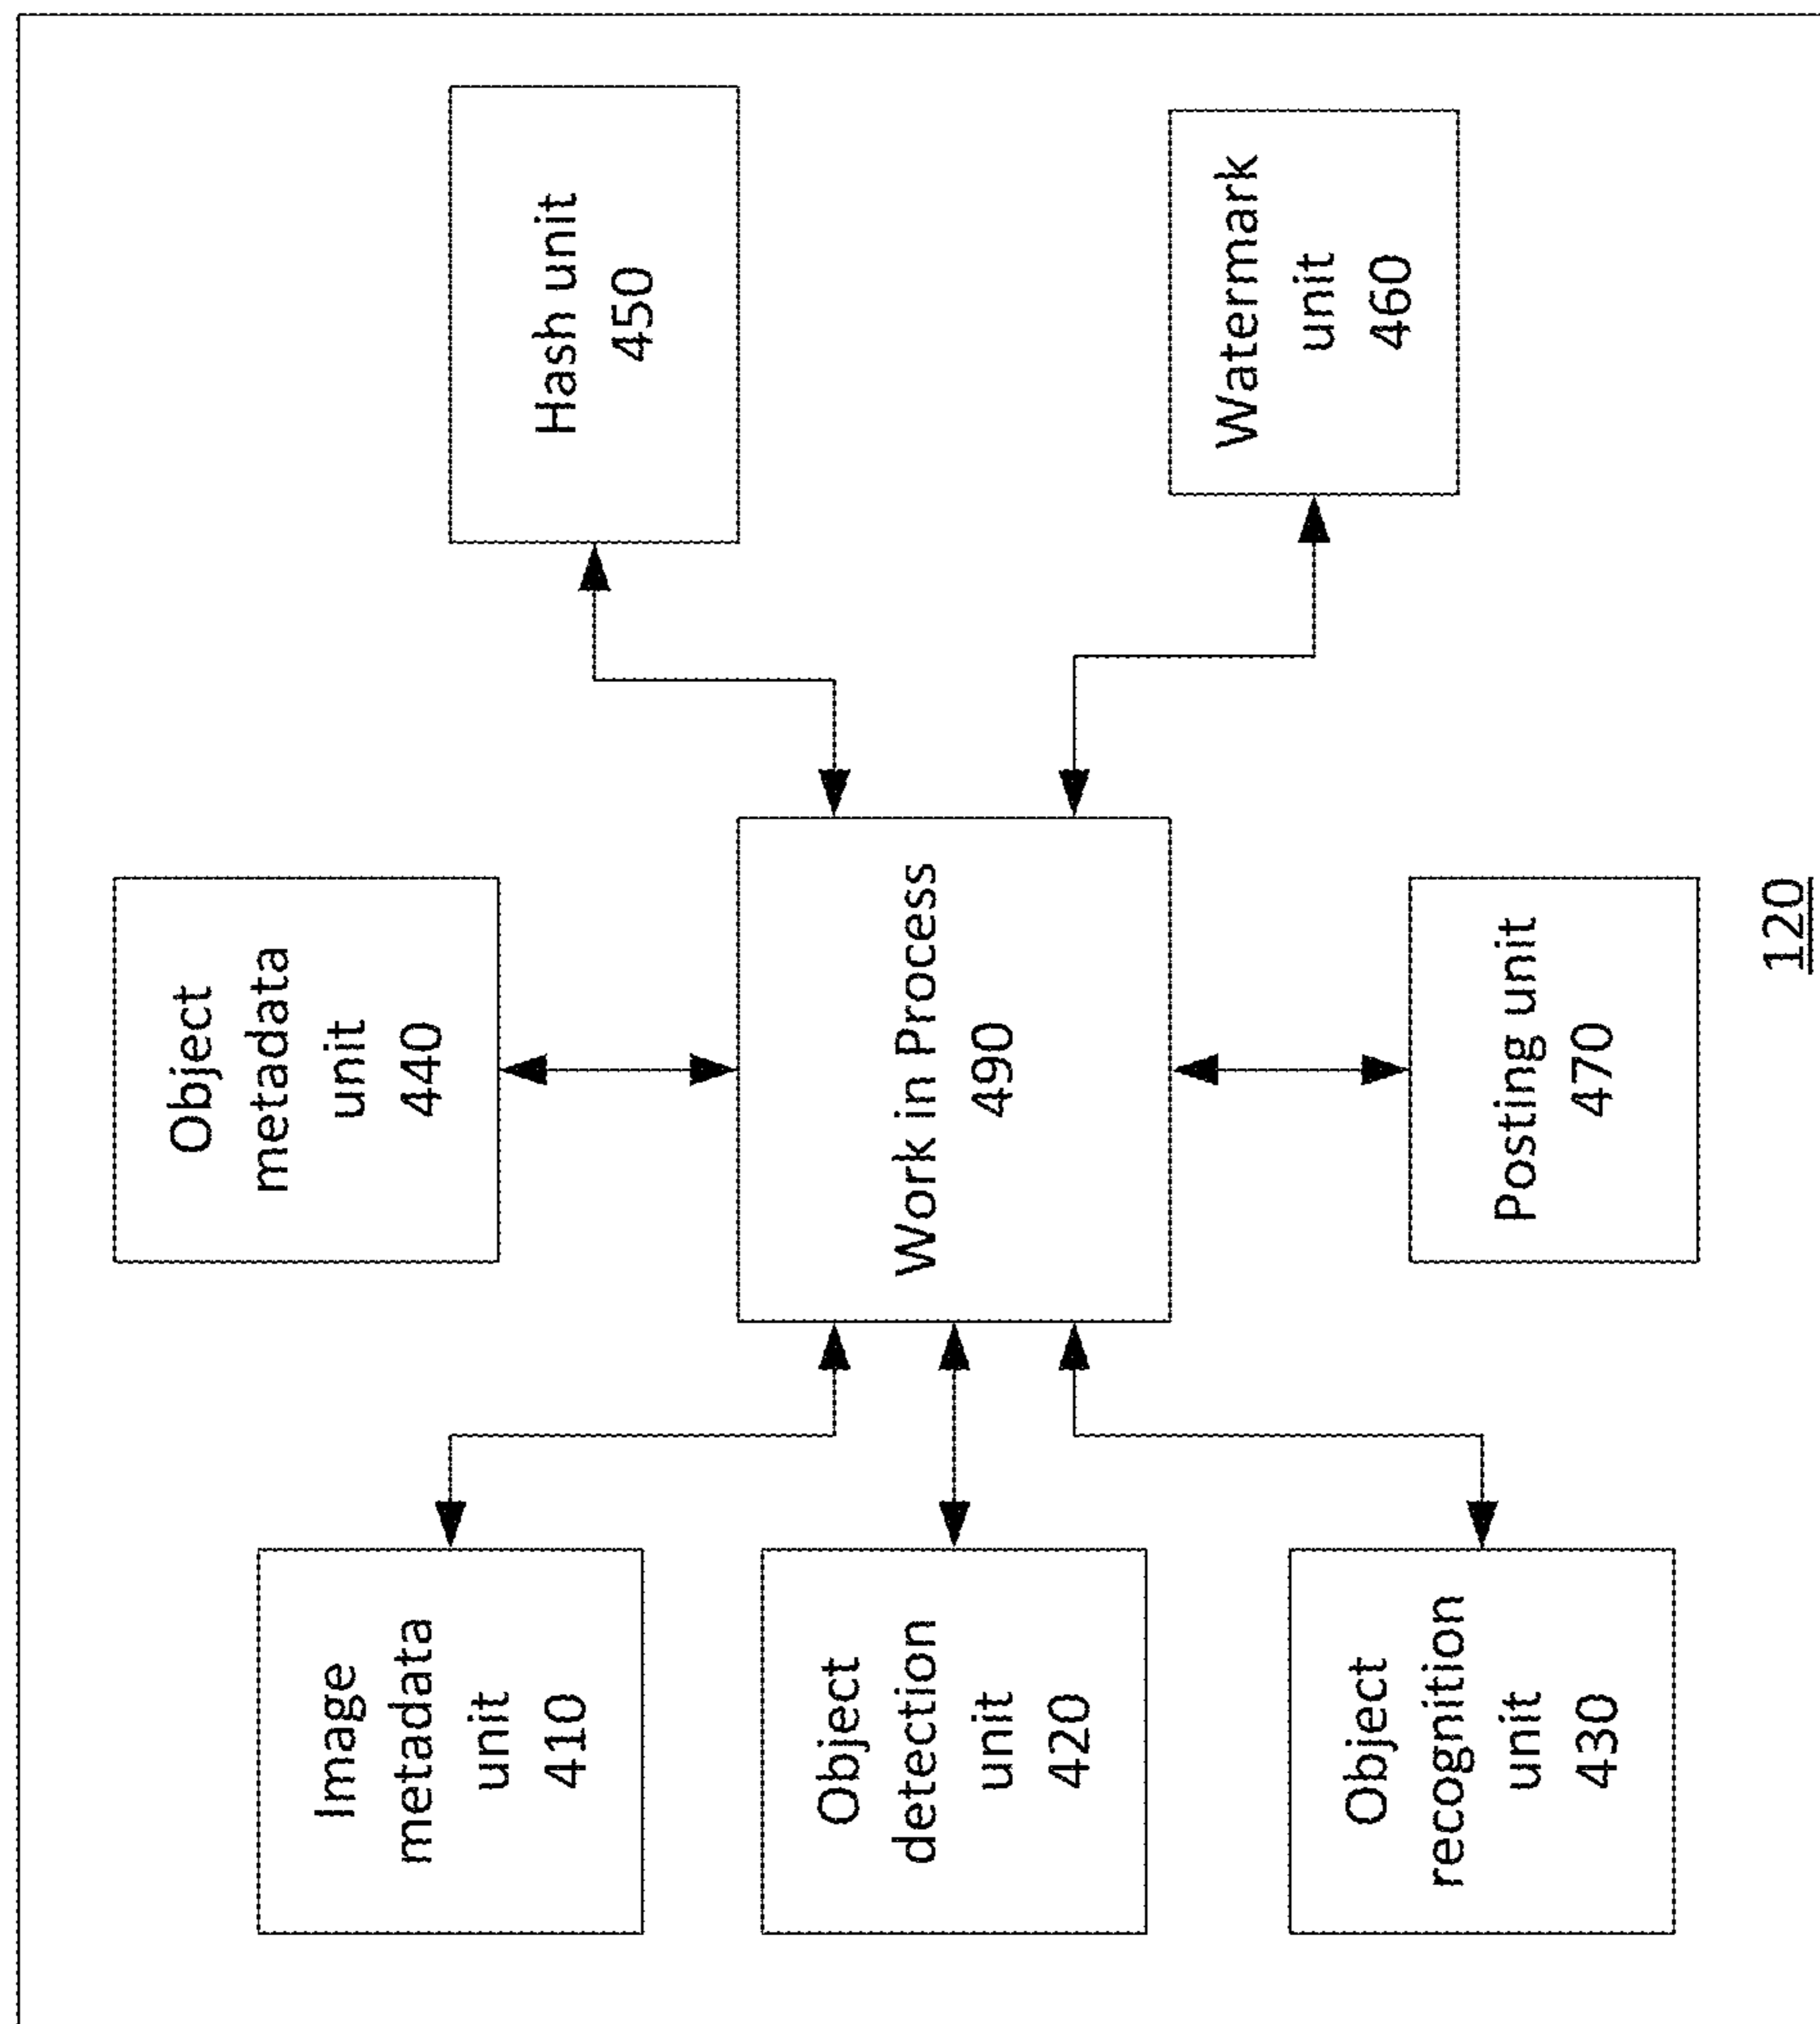 Image
metadata
unit
410
Object
detection
unit
420
Object
recognition
unit
430
Object
metadata
unit
440
Work in Process
490
Posting unit
470
Hash unit
450
Watermark
unit
460
120